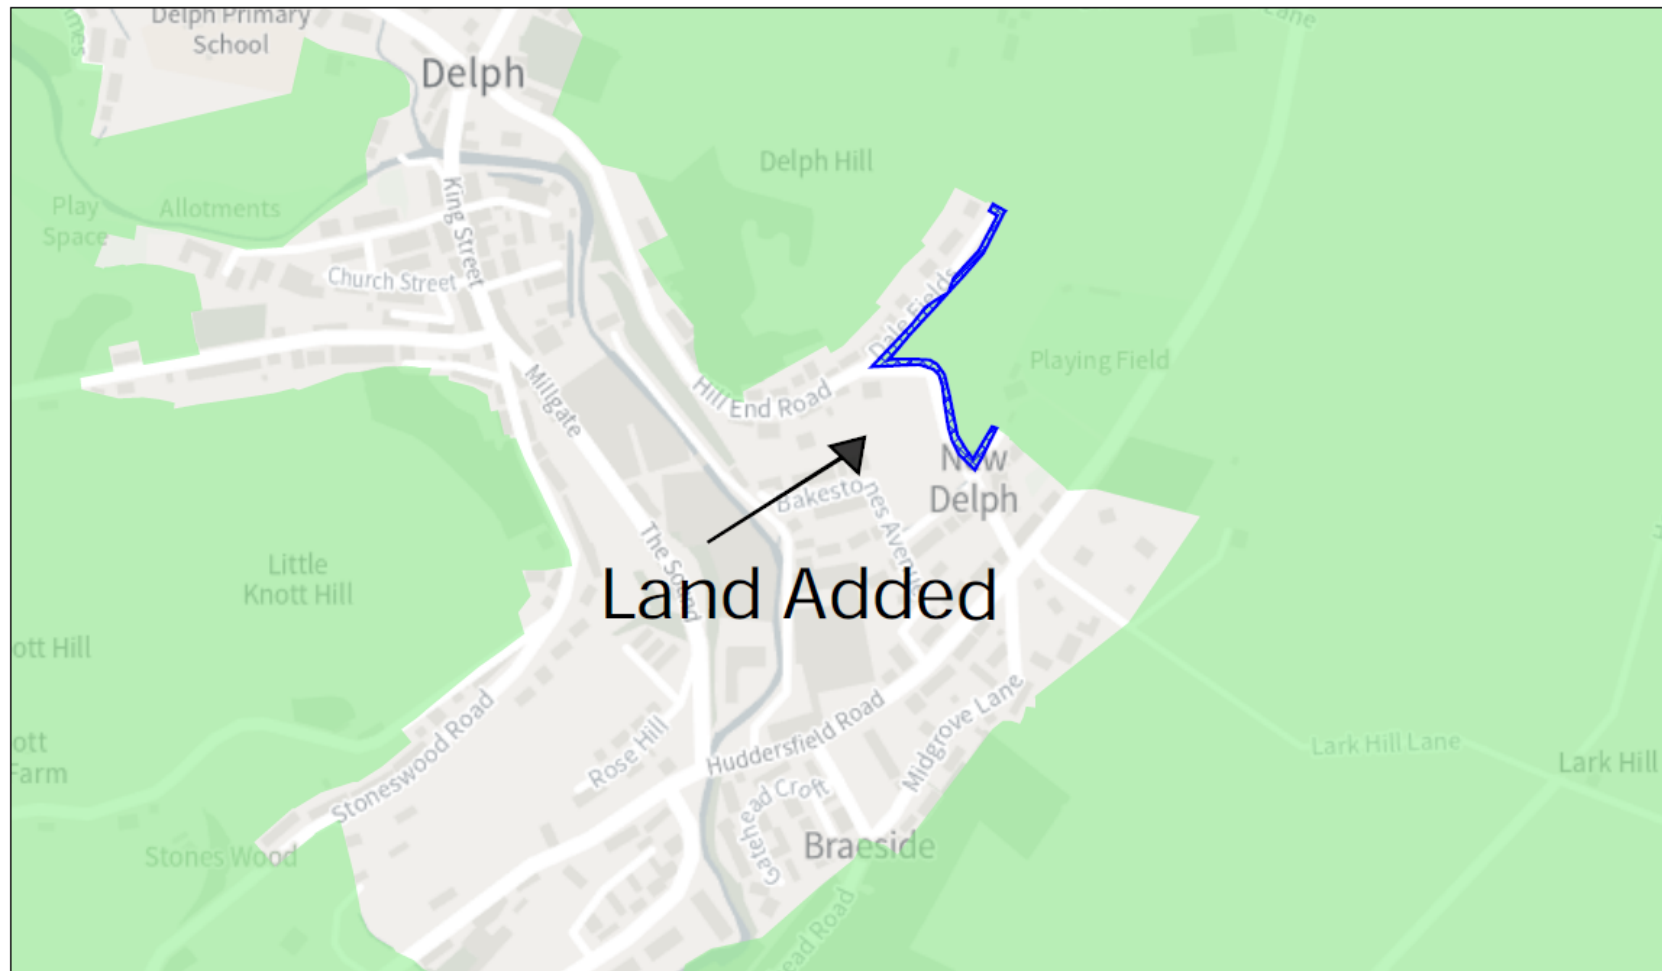 Delph Primary
School
Lane
Delph
Delph Hill
Play
Space
Allotments
King Street
Church Street
Dale Fields
Playing Field
Hill End Road
Millgate
New
Delph
Bakestones Avenue
The Sound
Land Added
Little
Knott Hill
ott Hill
ott
Farm
Stoneswood Road
Rose Hill
Huddersfield Road
Midgrove Lane
Lark Hill Lane
Lark Hill
Gatehead Croft
Braeside
Stones Wood
ead Road